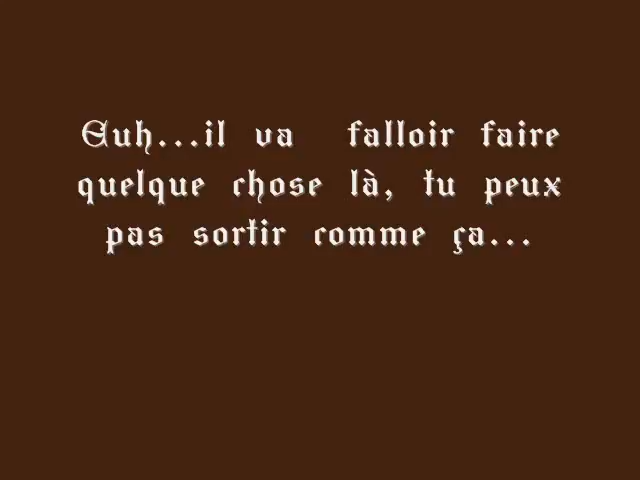 Euh...il va falloir faire
quelque chose là, tu peux
pas sortir comme ça...